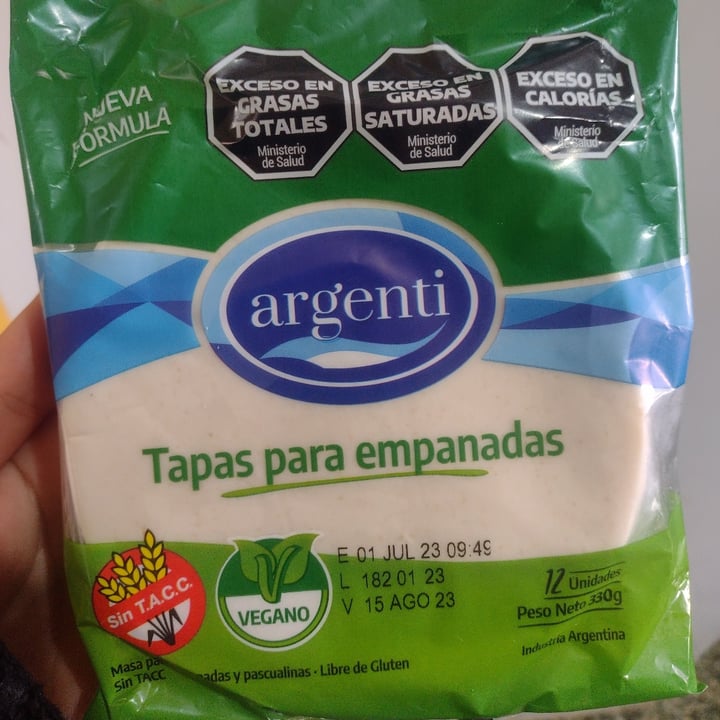 NUEVA
FÓRMULA
EXCESO EN
GRASAS
TOTALES
Ministerio
de Salud
EXCESO EN
GRASAS
SATURADAS
Ministerio
de Salud
EXCESO EN
CALORÍAS
Ministerio
de Salud
argenti
Tapas para empanadas
Sin T.A.C.C.
VEGANO
E 01 JUL 23 09:49
L 182 01 23
V 15 AGO 23
12 Unidades
Peso Neto 330g
Industria Argentina
Masa y pascualinas · Libre de Gluten
Sin TACC